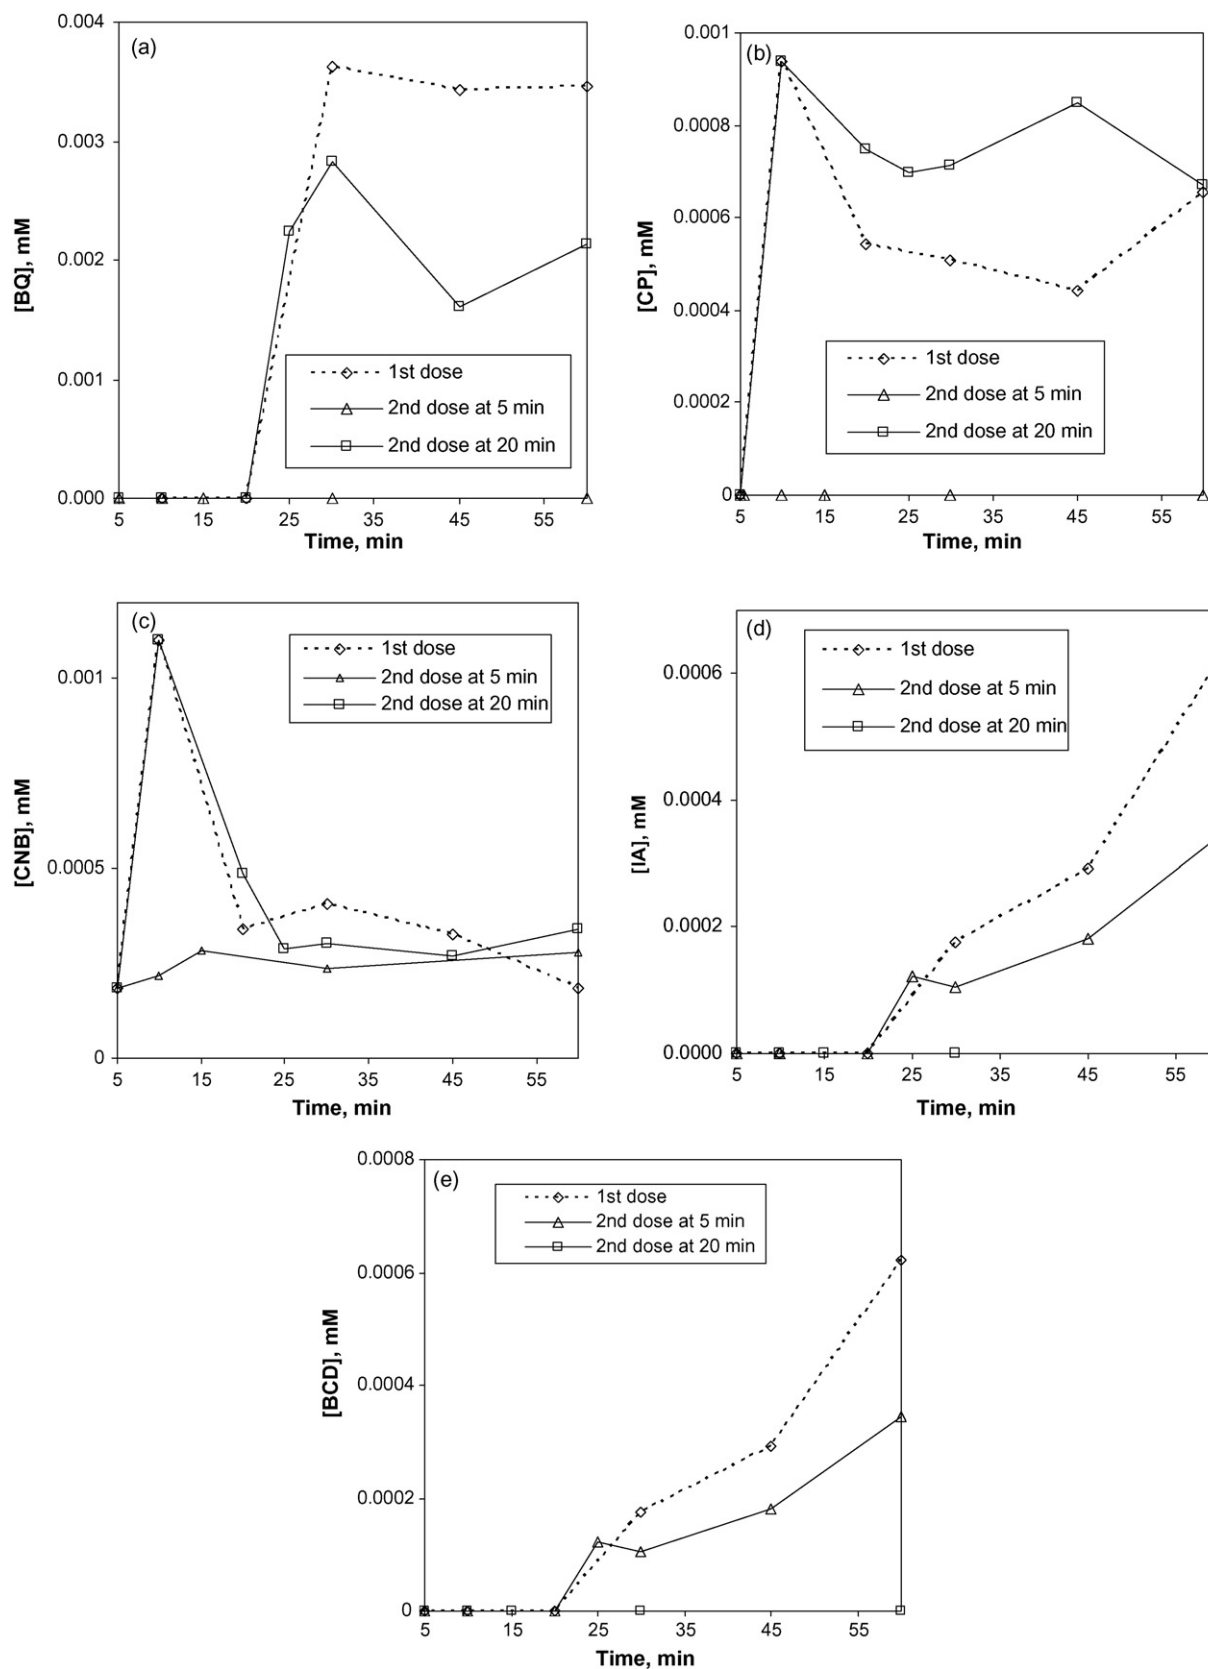 (a)
0.004
0.003
0.002
0.001
0.000
[BQ], mM
1st dose
2nd dose at 5 min
2nd dose at 20 min
5 15 25 35 45 55
Time, min
(b)
0.001
0.0008
0.0006
0.0004
0.0002
0
[CP], mM
1st dose
2nd dose at 5 min
2nd dose at 20 min
5 15 25 35 45 55
Time, min
(c)
0.001
0.0005
0
[CNB], mM
1st dose
2nd dose at 5 min
2nd dose at 20 min
5 15 25 35 45 55
Time, min
(d)
0.0006
0.0004
0.0002
0.0000
[IA], mM
1st dose
2nd dose at 5 min
2nd dose at 20 min
5 15 25 35 45 55
Time, min
(e)
0.0008
0.0006
0.0004
0.0002
0
[BCD], mM
1st dose
2nd dose at 5 min
2nd dose at 20 min
5 15 25 35 45 55
Time, min